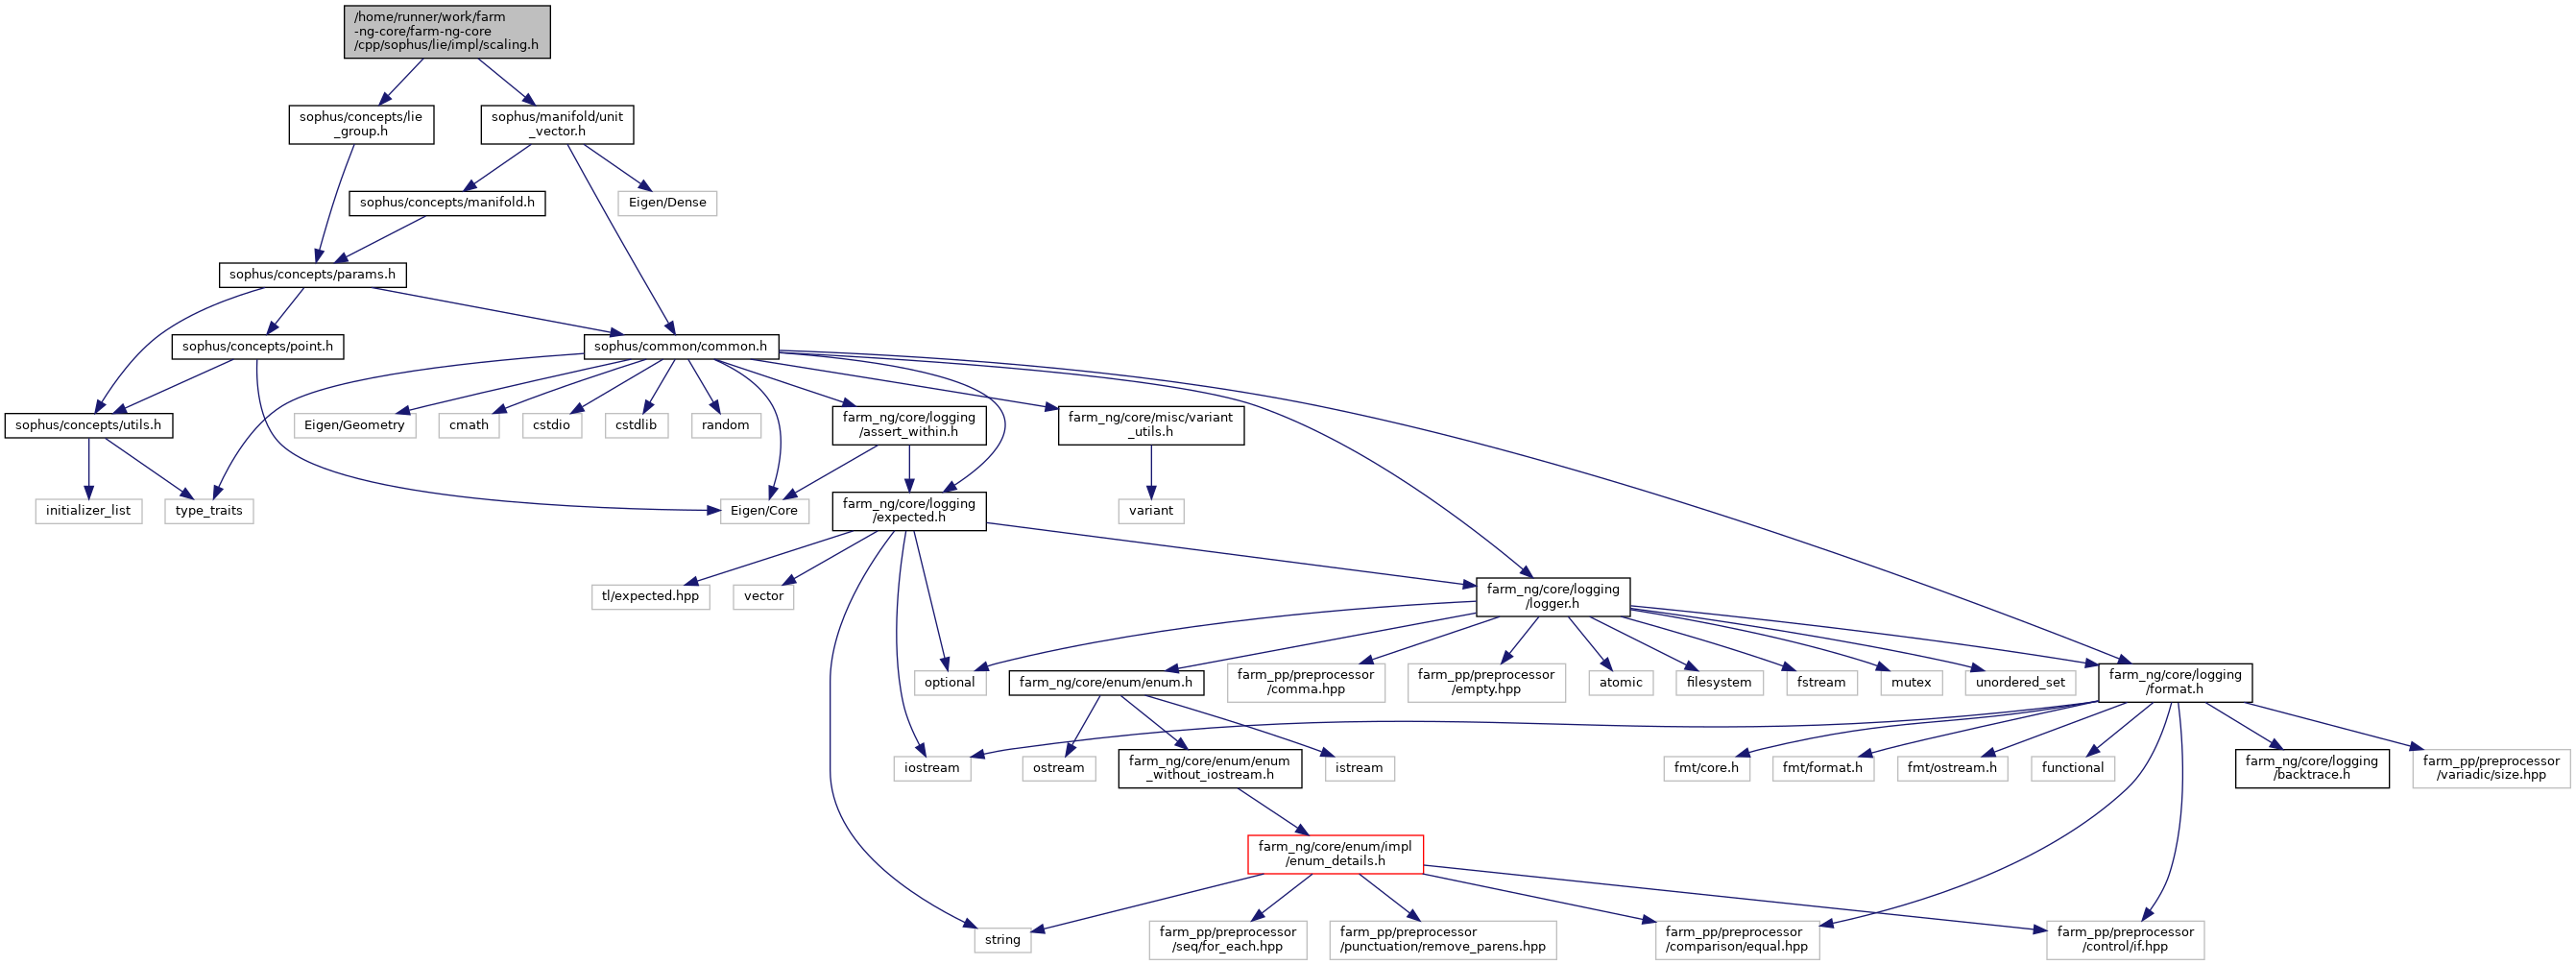 /home/runner/work/farm
-ng-core/farm-ng-core
/cpp/sophus/lie/impl/scaling.h
sophus/concepts/lie
_group.h
sophus/manifold/unit
_vector.h
sophus/concepts/manifold.h
Eigen/Dense
sophus/concepts/params.h
sophus/concepts/point.h
sophus/common/common.h
sophus/concepts/utils.h
Eigen/Geometry
cmath
cstdio
cstdlib
random
farm_ng/core/logging
/assert_within.h
farm_ng/core/misc/variant
_utils.h
initializer_list
type_traits
Eigen/Core
farm_ng/core/logging
/expected.h
variant
tl/expected.hpp
vector
farm_ng/core/logging
/logger.h
optional
farm_ng/core/enum/enum.h
farm_pp/preprocessor
/comma.hpp
farm_pp/preprocessor
/empty.hpp
atomic
filesystem
fstream
mutex
unordered_set
farm_ng/core/logging
/format.h
iostream
ostream
farm_ng/core/enum/enum
_without_iostream.h
istream
fmt/core.h
fmt/format.h
fmt/ostream.h
functional
farm_ng/core/logging
/backtrace.h
farm_pp/preprocessor
/variadic/size.hpp
farm_ng/core/enum/impl
/enum_details.h
string
farm_pp/preprocessor
/seq/for_each.hpp
farm_pp/preprocessor
/punctuation/remove_parens.hpp
farm_pp/preprocessor
/comparison/equal.hpp
farm_pp/preprocessor
/control/if.hpp